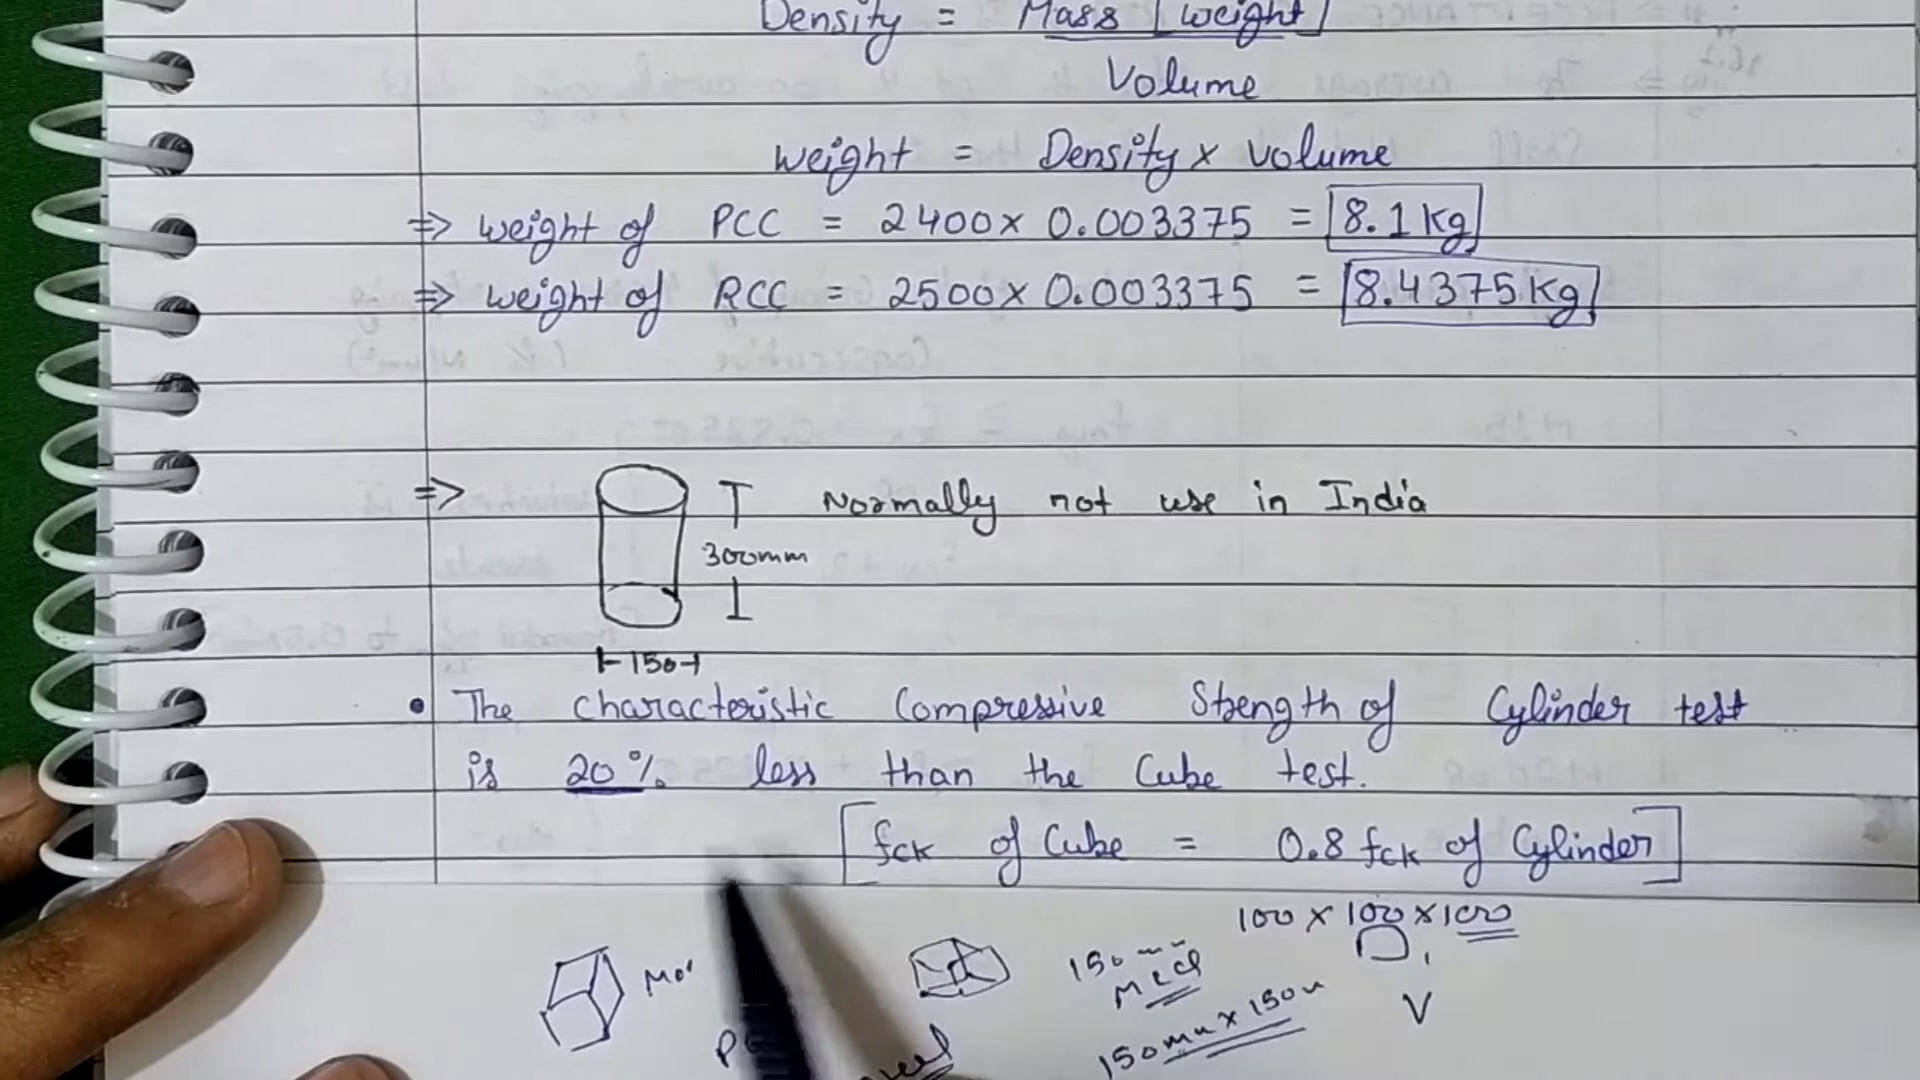 Density = Mass [weight]
Volume
weight = Density x volume
⇒ weight of PCC = 2400 x 0.003375 = 8.1 kg
⇒ weight of RCC = 2500 x 0.003375 = 8.4375 kg
⇒ Normally not use in India
300mm
150
• The characteristic Compressive Strength of Cylinder test
is 20% less than the Cube test.
[fck of Cube = 0.8 fck of Cylinder]
100 x 100 x 100
150
150mm x 150
V